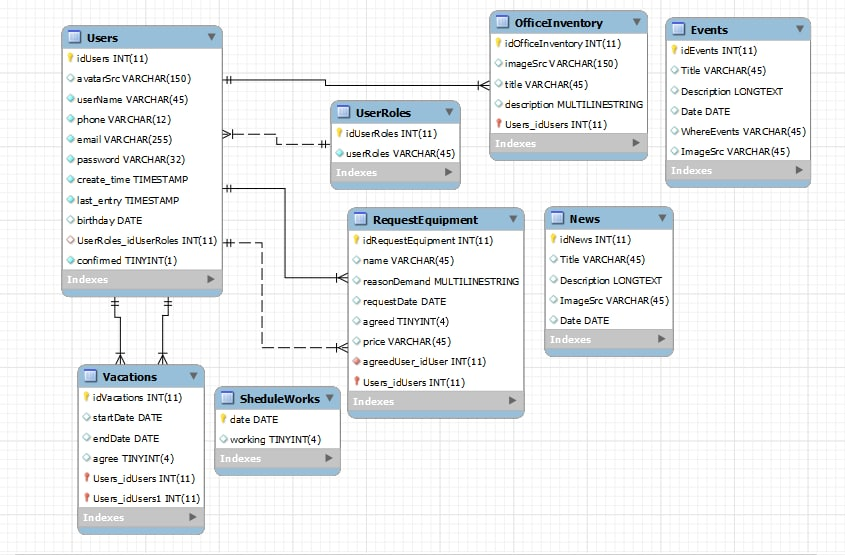 Users
idUsers INT(11)
avatarSrc VARCHAR(150)
userName VARCHAR(45)
phone VARCHAR(12)
email VARCHAR(255)
password VARCHAR(32)
create_time TIMESTAMP
last_entry TIMESTAMP
birthday DATE
UserRoles_idUserRoles INT(11)
confirmed TINYINT(1)
Indexes
UserRoles
idUserRoles INT(11)
userRoles VARCHAR(45)
Indexes
OfficeInventory
idOfficeInventory INT(11)
imageSrc VARCHAR(150)
title VARCHAR(45)
description MULTILINESTRING
Users_idUsers INT(11)
Indexes
Events
idEvents INT(11)
Title VARCHAR(45)
Description LONGTEXT
Date DATE
WhereEvents VARCHAR(45)
ImageSrc VARCHAR(45)
Indexes
RequestEquipment
idRequestEquipment INT(11)
name VARCHAR(45)
reasonDemand MULTILINESTRING
requestDate DATE
agreed TINYINT(4)
price VARCHAR(45)
agreedUser_idUser INT(11)
Users_idUsers INT(11)
Indexes
News
idNews INT(11)
Title VARCHAR(45)
Description LONGTEXT
ImageSrc VARCHAR(45)
Date DATE
Indexes
Vacations
idVacations INT(11)
startDate DATE
endDate DATE
agree TINYINT(4)
Users_idUsers INT(11)
Users_idUsers1 INT(11)
Indexes
SheduleWorks
date DATE
working TINYINT(4)
Indexes